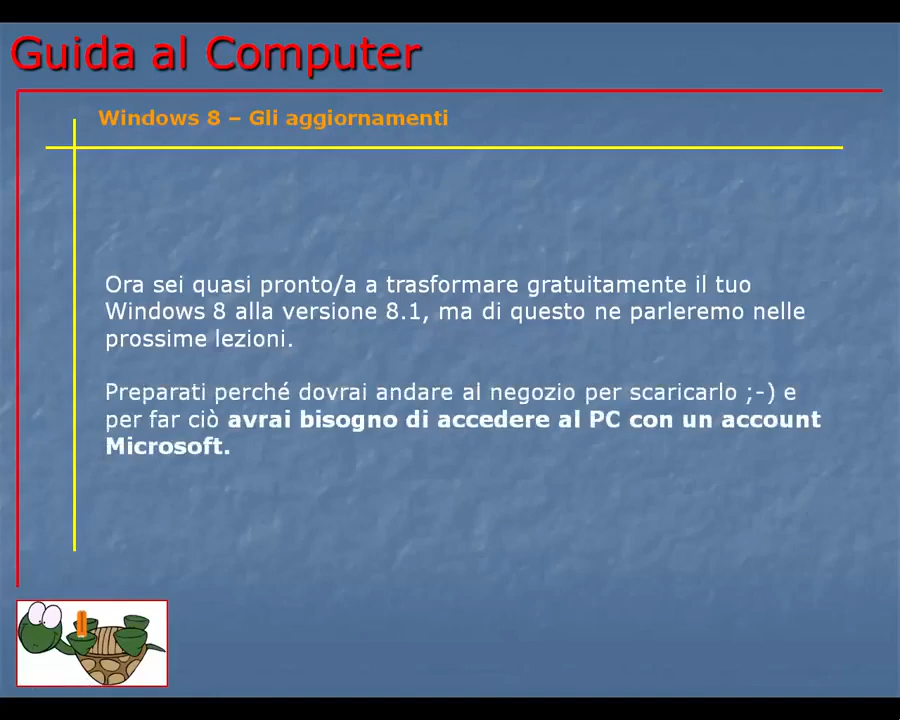 Guida al Computer
Windows 8 – Gli aggiornamenti
Ora sei quasi pronto/a a trasformare gratuitamente il tuo
Windows 8 alla versione 8.1, ma di questo ne parleremo nelle
prossime lezioni.
Preparati perché dovrai andare al negozio per scaricarlo ;-) e
per far ciò avrai bisogno di accedere al PC con un account
Microsoft.